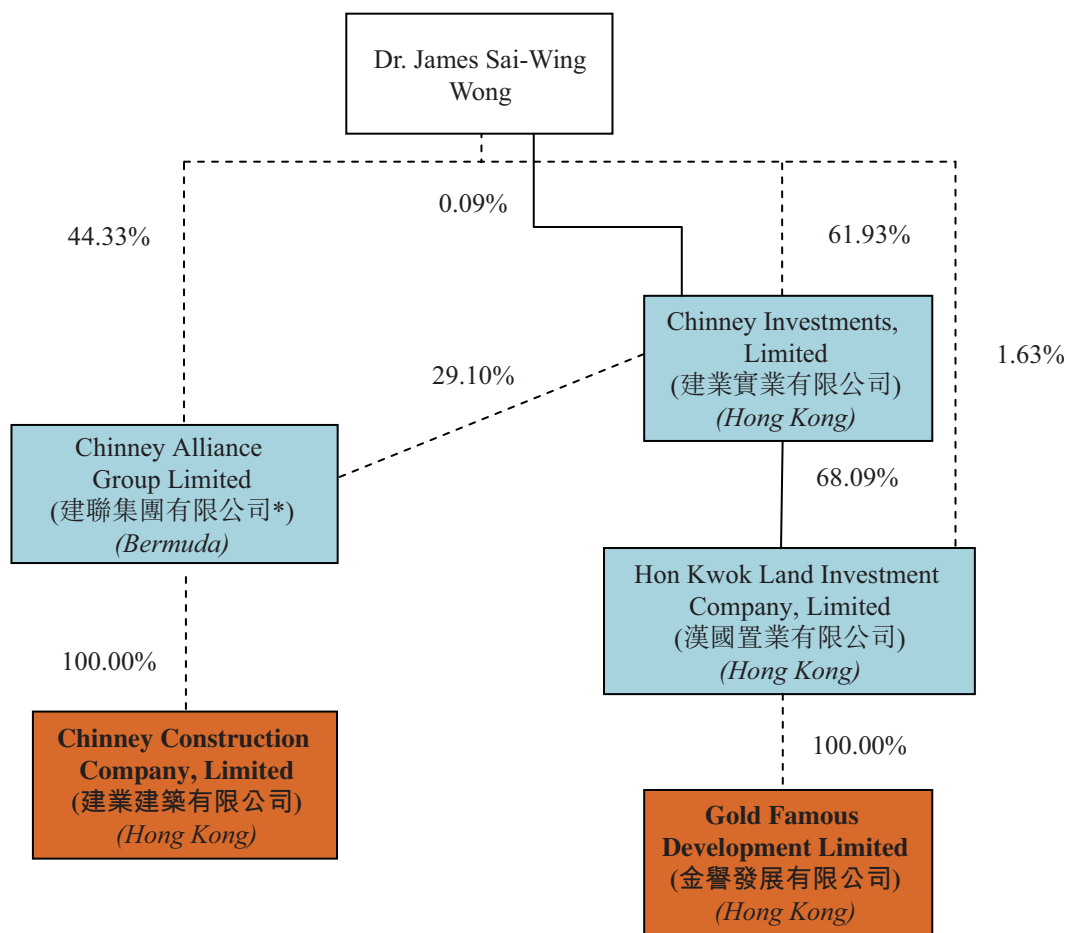 Dr. James Sai-Wing
Wong
0.09%
44.33%
61.93%
Chinney Investments,
Limited
(建業實業有限公司)
(Hong Kong)
1.63%
29.10%
Chinney Alliance
Group Limited
(建聯集團有限公司*)
(Bermuda)
68.09%
Hon Kwok Land Investment
Company, Limited
(漢國置業有限公司)
(Hong Kong)
100.00%
Chinney Construction
Company, Limited
(建業建築有限公司)
(Hong Kong)
100.00%
Gold Famous
Development Limited
(金譽發展有限公司)
(Hong Kong)